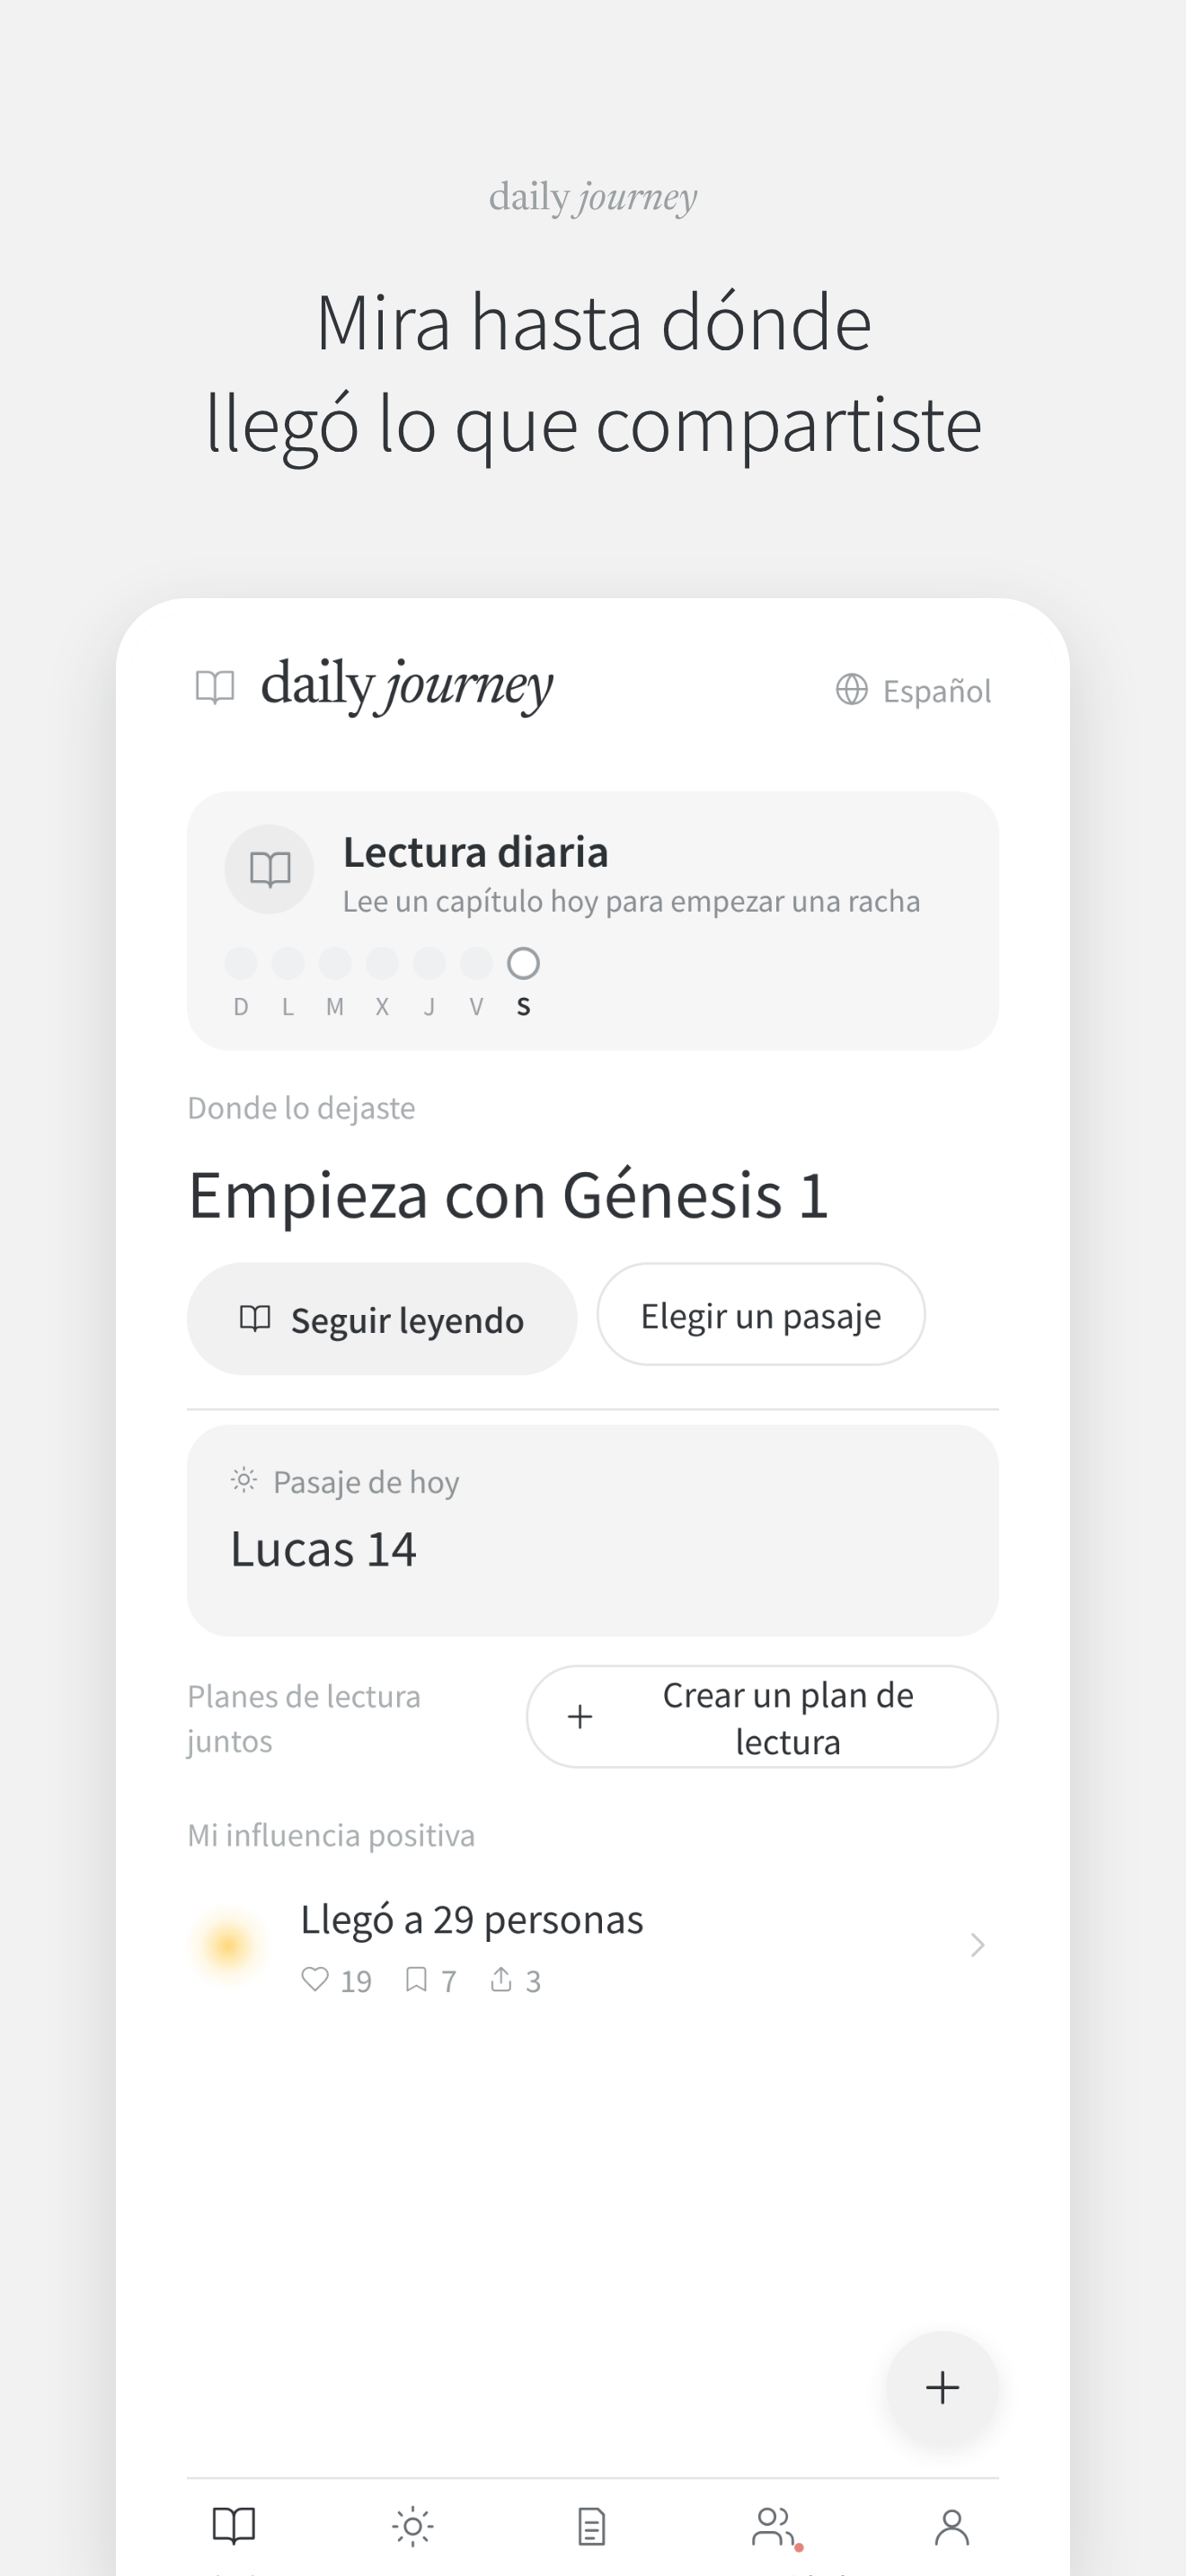 daily journey
Mira hasta dónde
llegó lo que compartiste
daily journey
Español
Lectura diaria
Lee un capítulo hoy para empezar una racha
D L M X J V S
Donde lo dejaste
Empieza con Génesis 1
Seguir leyendo
Elegir un pasaje
Pasaje de hoy
Lucas 14
Planes de lectura
juntos
+ Crear un plan de
lectura
Mi influencia positiva
Llegó a 29 personas
19 7 3
+